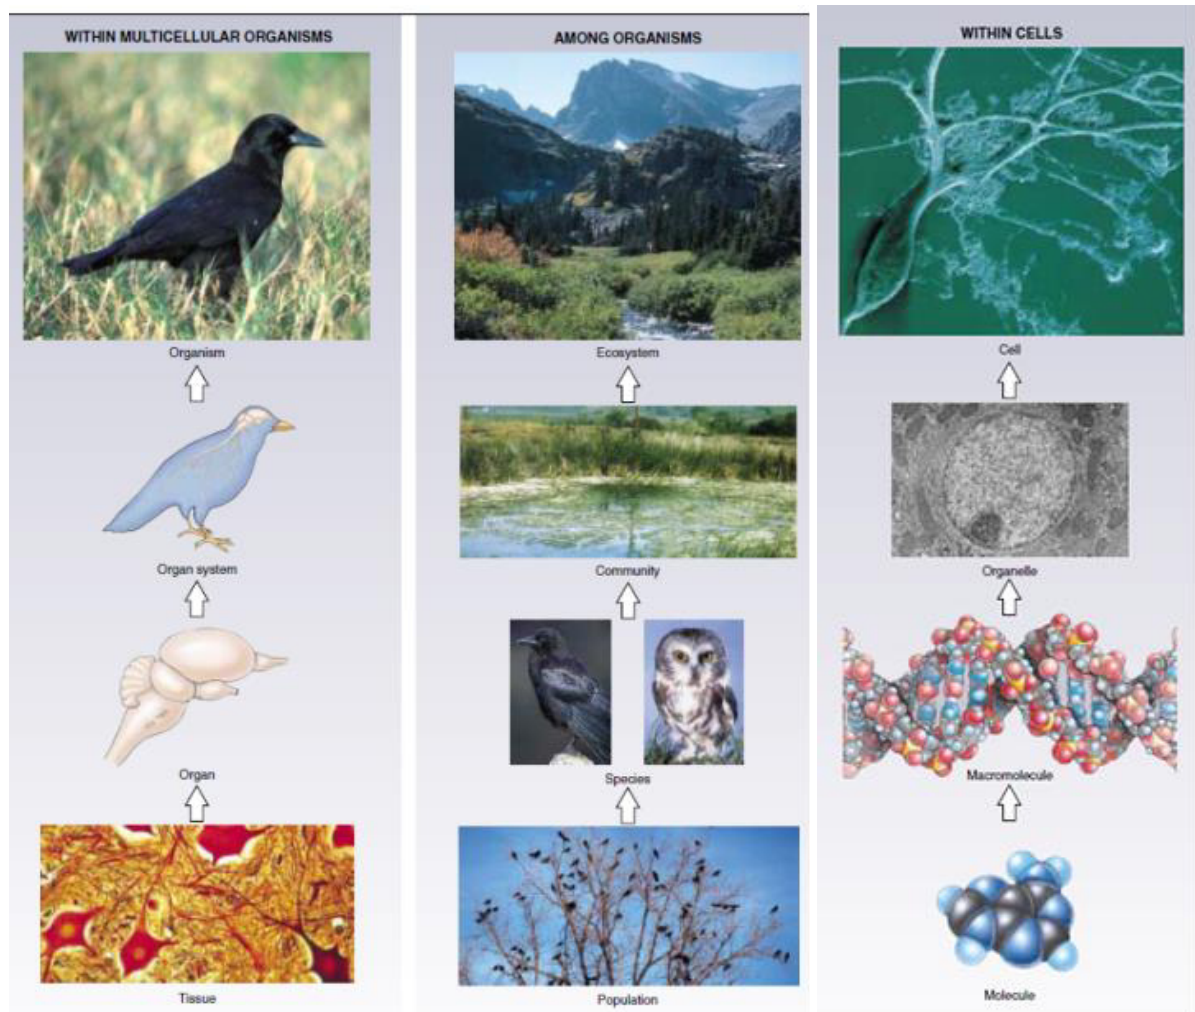 WITHIN MULTICELLULAR ORGANISMS
Organism
Organ system
Organ
Tissue
AMONG ORGANISMS
Ecosystem
Community
Species
Population
WITHIN CELLS
Cell
Organelle
Macromolecule
Molecule